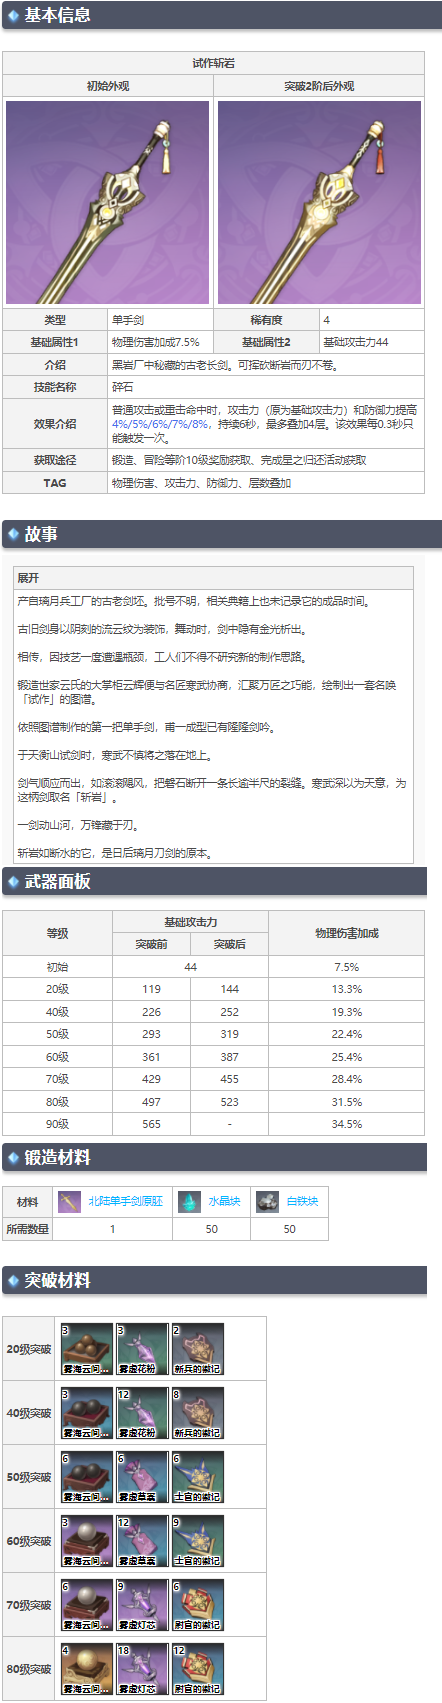 基本信息
试作斩岩
初始外观 突破2阶后外观
类型 单手剑 稀有度 4
基础属性1 物理伤害加成7.5% 基础属性2 基础攻击力44
介绍 黑岩厂中秘藏的古老长剑。可挥砍断岩而刃不卷。
技能名称 碎石
效果介绍 普通攻击或重击命中时，攻击力（原为基础攻击力）和防御力提高
4%/5%/6%/7%/8%，持续6秒，最多叠加4层。该效果每0.3秒只
能触发一次。
获取途径 锻造、冒险等阶10级奖励获取、完成星之归还活动获取
TAG 物理伤害、攻击力、防御力、层数叠加
故事
展开
产自璃月兵工厂的古老剑坯。批号不明，相关典籍上也未记录它的成品时间。
古旧剑身以阴刻的流云纹为装饰，舞动时，剑中隐有金光析出。
相传，因技艺一度遭遇瓶颈，工人们不得不研究新的制作思路。
锻造世家云氏的大掌柜云辉便与名匠寒武协商，汇聚万匠之巧能，绘制出一套名唤
「试作」的图谱。
依照图谱制作的第一把单手剑，甫一成型已有隆隆剑吟。
于天衡山试剑时，寒武不慎将之落在地上。
剑气顺应而出，如滚滚飓风，把磐石断开一条长逾半尺的裂缝。寒武深以为天意，为
这柄剑取名「斩岩」。
一剑动山河，万锋藏于刃。
斩岩如断水的它，是日后璃月刀剑的原本。
武器面板
等级 基础攻击力 物理伤害加成
突破前 突破后
初始 44 7.5%
20级 119 144 13.3%
40级 226 252 19.3%
50级 293 319 22.4%
60级 361 387 25.4%
70级 429 455 28.4%
80级 497 523 31.5%
90级 565 - 34.5%
锻造材料
材料 北陆单手剑原胚 水晶块 白铁块
所需数量 1 50 50
突破材料
20级突破 3 雾海云间... 3 雾虚花粉 2 新兵的徽记
40级突破 3 雾海云间... 12 雾虚花粉 8 新兵的徽记
50级突破 6 雾海云间... 6 雾虚草囊 6 士官的徽记
60级突破 3 雾海云间... 12 雾虚草囊 9 士官的徽记
70级突破 6 雾海云间... 9 雾虚灯芯 6 尉官的徽记
80级突破 4 雾海云间... 18 雾虚灯芯 12 尉官的徽记